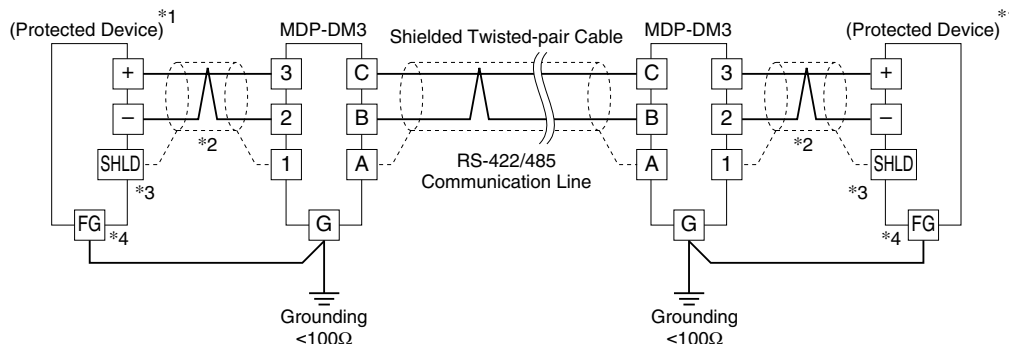 (Protected Device)*1
MDP-DM3
Shielded Twisted-pair Cable
MDP-DM3
(Protected Device)*
+
3
C
C
3
+
–
2
B
B
2
–
*2
*2
SHLD
1
A
RS-422/485
Communication Line
A
1
SHLD
*3
*3
FG
*4
G
G
*4
FG
Grounding
<100Ω
Grounding
<100Ω